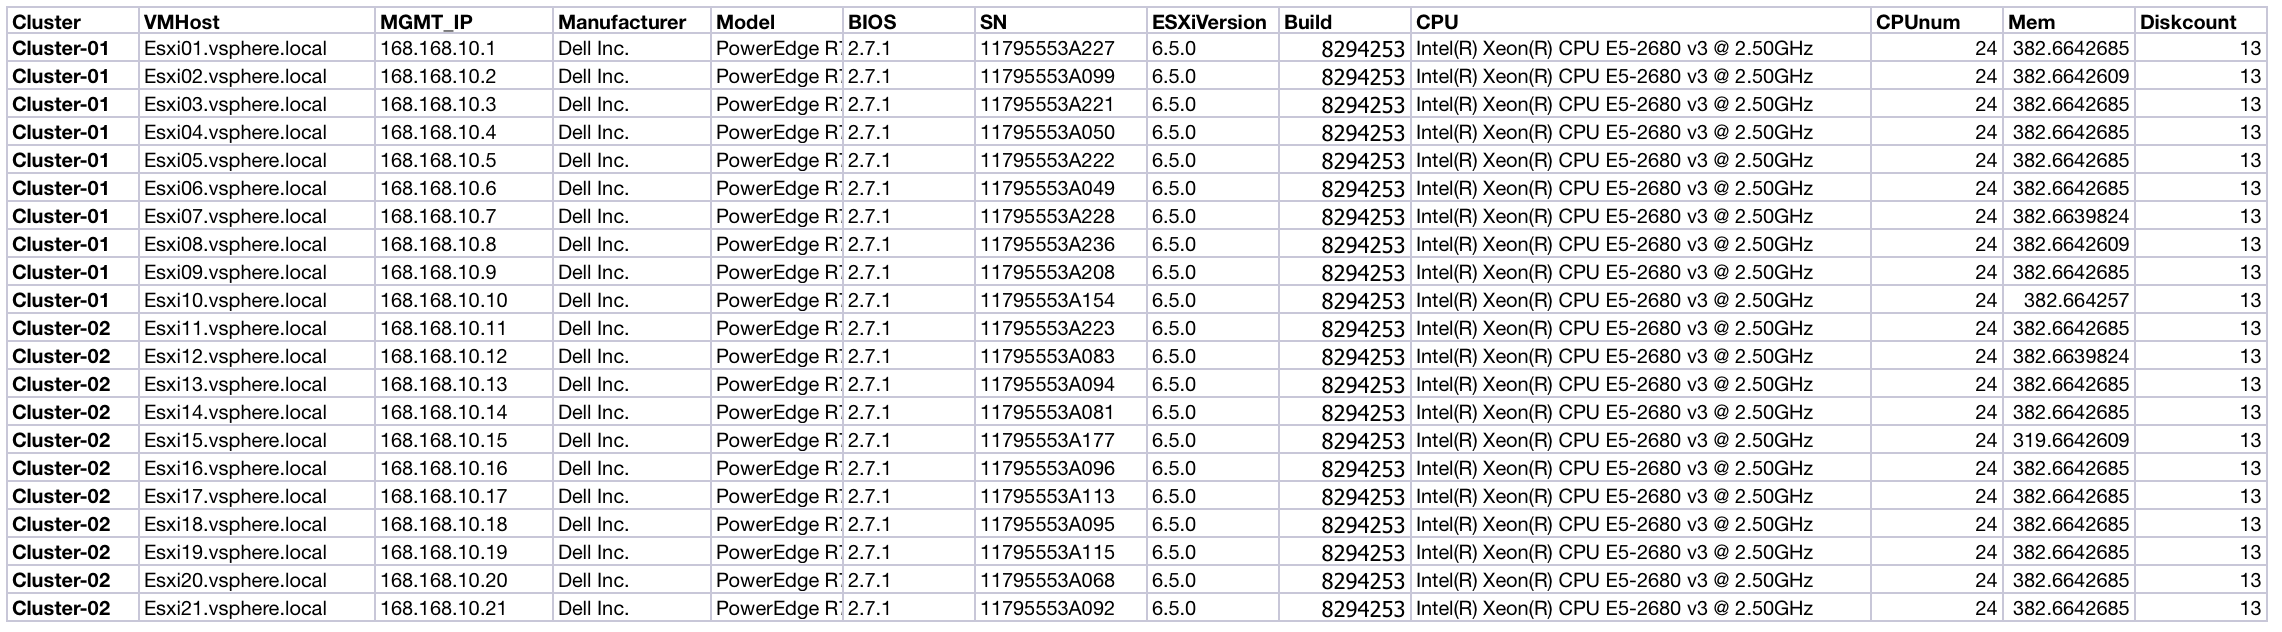 Cluster VMHost MGMT_IP Manufacturer Model BIOS SN ESXiVersion Build CPU CPUnum Mem Diskcount
Cluster-01 Esxi01.vsphere.local 168.168.10.1 Dell Inc. PowerEdge R 2.7.1 11795553A227 6.5.0 8294253 Intel(R) Xeon(R) CPU E5-2680 v3 @ 2.50GHz 24 382.6642685 13
Cluster-01 Esxi02.vsphere.local 168.168.10.2 Dell Inc. PowerEdge R 2.7.1 11795553A099 6.5.0 8294253 Intel(R) Xeon(R) CPU E5-2680 v3 @ 2.50GHz 24 382.6642609 13
Cluster-01 Esxi03.vsphere.local 168.168.10.3 Dell Inc. PowerEdge R 2.7.1 11795553A221 6.5.0 8294253 Intel(R) Xeon(R) CPU E5-2680 v3 @ 2.50GHz 24 382.6642685 13
Cluster-01 Esxi04.vsphere.local 168.168.10.4 Dell Inc. PowerEdge R 2.7.1 11795553A050 6.5.0 8294253 Intel(R) Xeon(R) CPU E5-2680 v3 @ 2.50GHz 24 382.6642685 13
Cluster-01 Esxi05.vsphere.local 168.168.10.5 Dell Inc. PowerEdge R 2.7.1 11795553A222 6.5.0 8294253 Intel(R) Xeon(R) CPU E5-2680 v3 @ 2.50GHz 24 382.6642685 13
Cluster-01 Esxi06.vsphere.local 168.168.10.6 Dell Inc. PowerEdge R 2.7.1 11795553A049 6.5.0 8294253 Intel(R) Xeon(R) CPU E5-2680 v3 @ 2.50GHz 24 382.6642685 13
Cluster-01 Esxi07.vsphere.local 168.168.10.7 Dell Inc. PowerEdge R 2.7.1 11795553A228 6.5.0 8294253 Intel(R) Xeon(R) CPU E5-2680 v3 @ 2.50GHz 24 382.6639824 13
Cluster-01 Esxi08.vsphere.local 168.168.10.8 Dell Inc. PowerEdge R 2.7.1 11795553A236 6.5.0 8294253 Intel(R) Xeon(R) CPU E5-2680 v3 @ 2.50GHz 24 382.6642609 13
Cluster-01 Esxi09.vsphere.local 168.168.10.9 Dell Inc. PowerEdge R 2.7.1 11795553A208 6.5.0 8294253 Intel(R) Xeon(R) CPU E5-2680 v3 @ 2.50GHz 24 382.6642685 13
Cluster-01 Esxi10.vsphere.local 168.168.10.10 Dell Inc. PowerEdge R 2.7.1 11795553A154 6.5.0 8294253 Intel(R) Xeon(R) CPU E5-2680 v3 @ 2.50GHz 24 382.664257 13
Cluster-02 Esxi11.vsphere.local 168.168.10.11 Dell Inc. PowerEdge R 2.7.1 11795553A223 6.5.0 8294253 Intel(R) Xeon(R) CPU E5-2680 v3 @ 2.50GHz 24 382.6642685 13
Cluster-02 Esxi12.vsphere.local 168.168.10.12 Dell Inc. PowerEdge R 2.7.1 11795553A083 6.5.0 8294253 Intel(R) Xeon(R) CPU E5-2680 v3 @ 2.50GHz 24 382.6639824 13
Cluster-02 Esxi13.vsphere.local 168.168.10.13 Dell Inc. PowerEdge R 2.7.1 11795553A094 6.5.0 8294253 Intel(R) Xeon(R) CPU E5-2680 v3 @ 2.50GHz 24 382.6642685 13
Cluster-02 Esxi14.vsphere.local 168.168.10.14 Dell Inc. PowerEdge R 2.7.1 11795553A081 6.5.0 8294253 Intel(R) Xeon(R) CPU E5-2680 v3 @ 2.50GHz 24 382.6642685 13
Cluster-02 Esxi15.vsphere.local 168.168.10.15 Dell Inc. PowerEdge R 2.7.1 11795553A177 6.5.0 8294253 Intel(R) Xeon(R) CPU E5-2680 v3 @ 2.50GHz 24 319.6642609 13
Cluster-02 Esxi16.vsphere.local 168.168.10.16 Dell Inc. PowerEdge R 2.7.1 11795553A096 6.5.0 8294253 Intel(R) Xeon(R) CPU E5-2680 v3 @ 2.50GHz 24 382.6642685 13
Cluster-02 Esxi17.vsphere.local 168.168.10.17 Dell Inc. PowerEdge R 2.7.1 11795553A113 6.5.0 8294253 Intel(R) Xeon(R) CPU E5-2680 v3 @ 2.50GHz 24 382.6642685 13
Cluster-02 Esxi18.vsphere.local 168.168.10.18 Dell Inc. PowerEdge R 2.7.1 11795553A095 6.5.0 8294253 Intel(R) Xeon(R) CPU E5-2680 v3 @ 2.50GHz 24 382.6642685 13
Cluster-02 Esxi19.vsphere.local 168.168.10.19 Dell Inc. PowerEdge R 2.7.1 11795553A115 6.5.0 8294253 Intel(R) Xeon(R) CPU E5-2680 v3 @ 2.50GHz 24 382.6642685 13
Cluster-02 Esxi20.vsphere.local 168.168.10.20 Dell Inc. PowerEdge R 2.7.1 11795553A068 6.5.0 8294253 Intel(R) Xeon(R) CPU E5-2680 v3 @ 2.50GHz 24 382.6642685 13
Cluster-02 Esxi21.vsphere.local 168.168.10.21 Dell Inc. PowerEdge R 2.7.1 11795553A092 6.5.0 8294253 Intel(R) Xeon(R) CPU E5-2680 v3 @ 2.50GHz 24 382.6642685 13